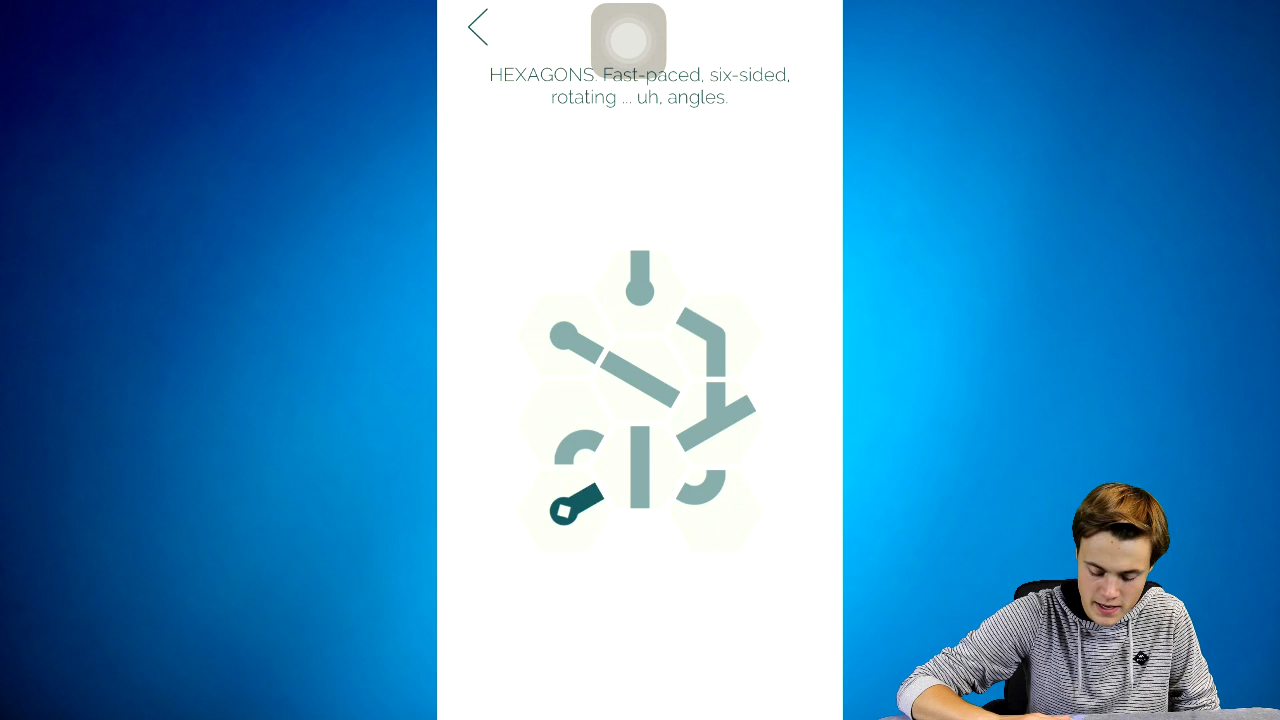 HEXAGONS. Fast-paced, six-sided,
rotating ... uh, angles.